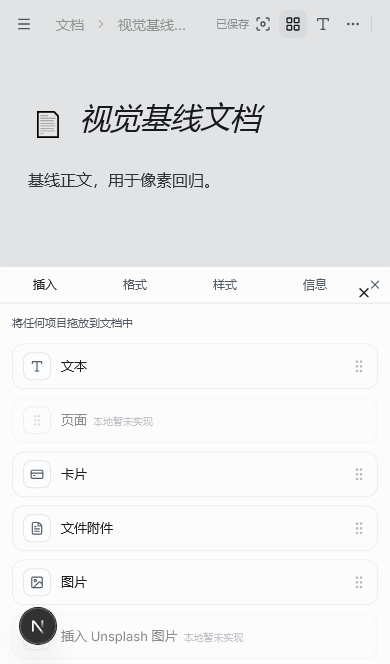 文档 视觉基线... 已保存
视觉基线文档
基线正文，用于像素回归。
插入 格式 样式 信息
将任何项目拖放到文档中
文本
页面 本地暂未实现
卡片
文件附件
图片
N
插入 Unsplash 图片 本地暂未实现